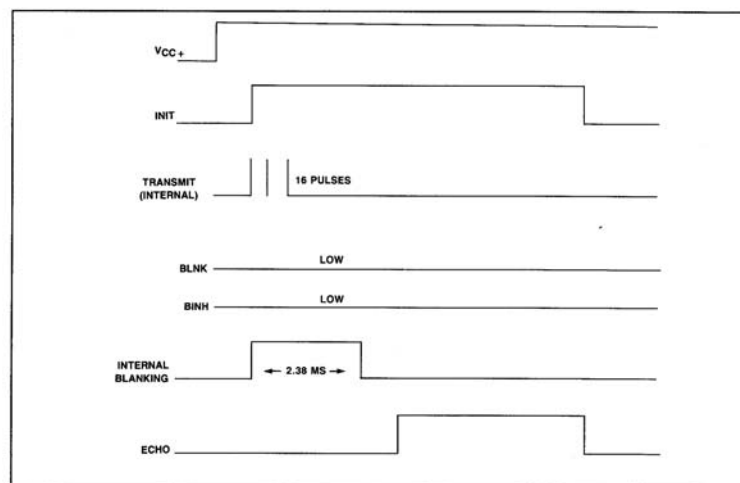 VCC+
INIT
TRANSMIT
(INTERNAL)
16 PULSES
BLNK
LOW
BINH
LOW
INTERNAL
BLANKING
2.38 MS
ECHO